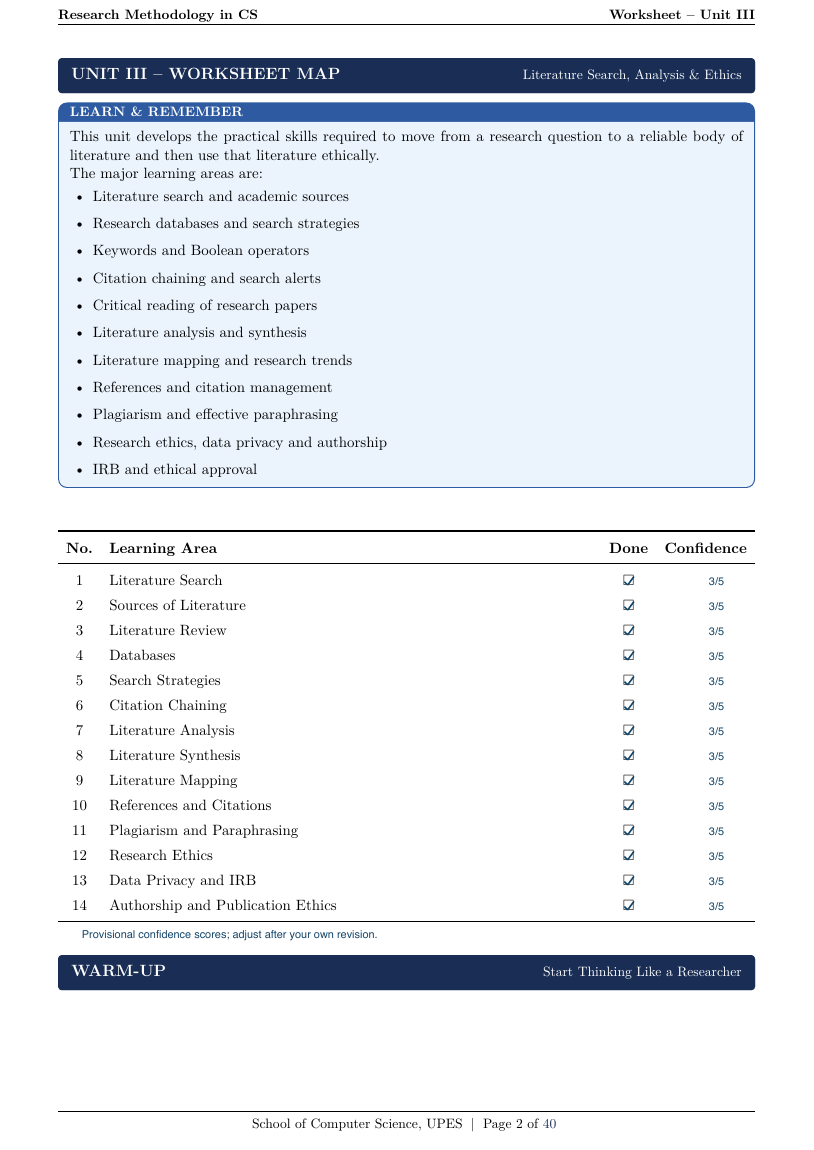 Research Methodology in CS Worksheet – Unit III
UNIT III – WORKSHEET MAP Literature Search, Analysis & Ethics
LEARN & REMEMBER
This unit develops the practical skills required to move from a research question to a reliable body of
literature and then use that literature ethically.
The major learning areas are:
• Literature search and academic sources
• Research databases and search strategies
• Keywords and Boolean operators
• Citation chaining and search alerts
• Critical reading of research papers
• Literature analysis and synthesis
• Literature mapping and research trends
• References and citation management
• Plagiarism and effective paraphrasing
• Research ethics, data privacy and authorship
• IRB and ethical approval
No. Learning Area Done Confidence
1 Literature Search ☑ 3/5
2 Sources of Literature ☑ 3/5
3 Literature Review ☑ 3/5
4 Databases ☑ 3/5
5 Search Strategies ☑ 3/5
6 Citation Chaining ☑ 3/5
7 Literature Analysis ☑ 3/5
8 Literature Synthesis ☑ 3/5
9 Literature Mapping ☑ 3/5
10 References and Citations ☑ 3/5
11 Plagiarism and Paraphrasing ☑ 3/5
12 Research Ethics ☑ 3/5
13 Data Privacy and IRB ☑ 3/5
14 Authorship and Publication Ethics ☑ 3/5
Provisional confidence scores; adjust after your own revision.
WARM-UP Start Thinking Like a Researcher
School of Computer Science, UPES | Page 2 of 40